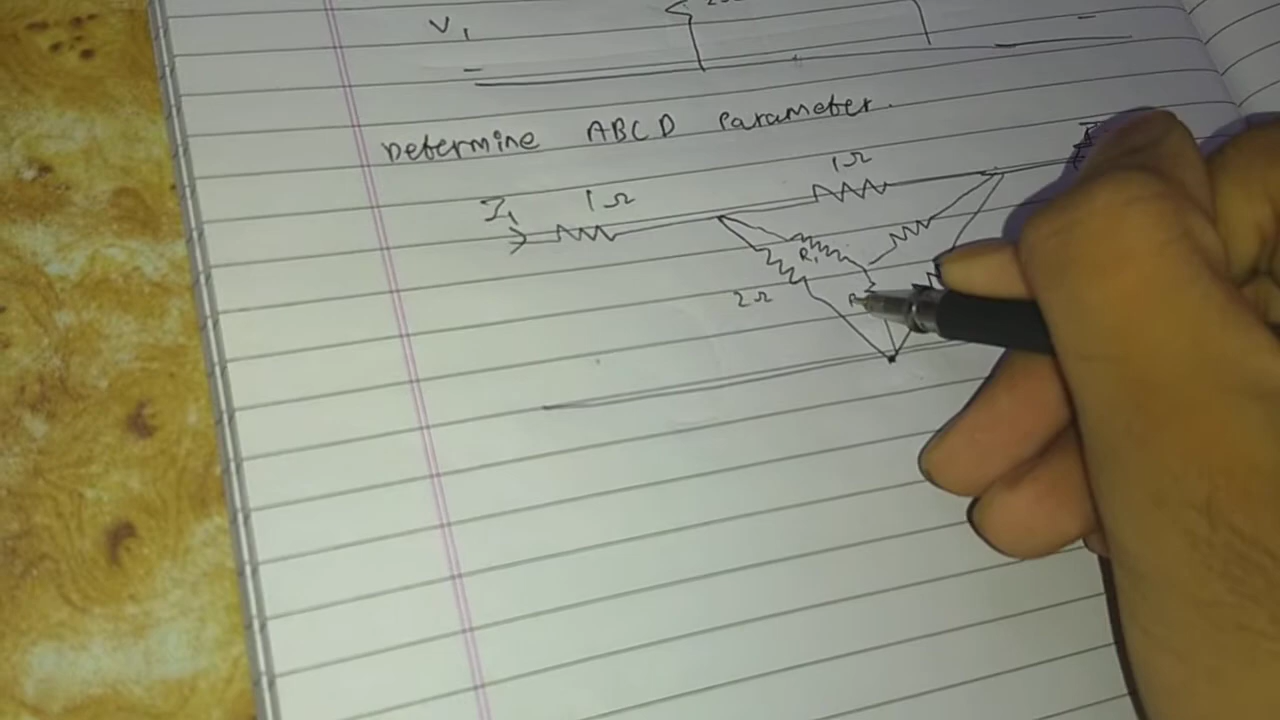 V₁
Determine ABCD Parameter.
1Ω
I₁ 1Ω
R₁
2Ω R